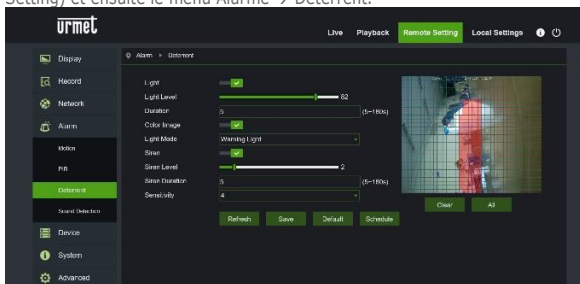 Setting) et ensuite le menu Alarme → Deterrent.
urmet
Live Playback Remote Setting Local Settings
Display
Record
Network
Alarm
Motion
PIR
Deterrent
Sound Detection
Device
System
Advanced
Alarm > Deterrent
Light
Light Level 82
Duration 5 (5~180s)
Color Image
Light Mode Warning Light
Siren
Siren Level 2
Siren Duration 5 (5~180s)
Sensitivity 4
Refresh Save Default Schedule
Clear All